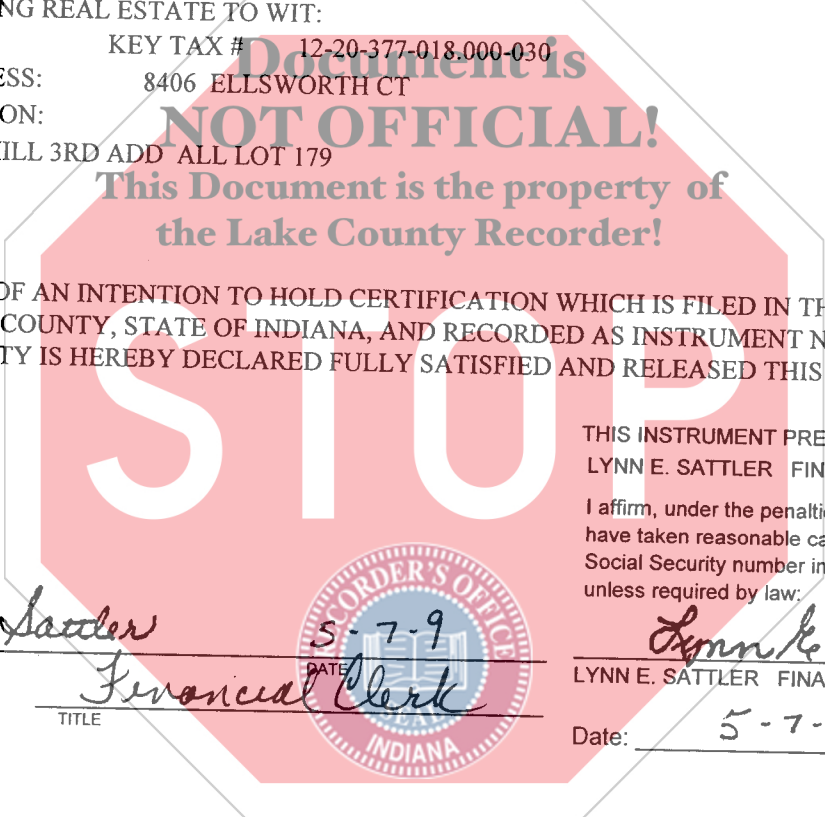 NG REAL ESTATE TO WIT:
KEY TAX # 12-20-377-018.000-030
ESS: 8406 ELLSWORTH CT
ON:
ILL 3RD ADD ALL LOT 179
Document is
NOT OFFICIAL!
This Document is the property of
the Lake County Recorder!
OF AN INTENTION TO HOLD CERTIFICATION WHICH IS FILED IN TH
COUNTY, STATE OF INDIANA, AND RECORDED AS INSTRUMENT N
TY IS HEREBY DECLARED FULLY SATISFIED AND RELEASED THIS
STOP
THIS INSTRUMENT PRE
LYNN E. SATTLER FIN
I affirm, under the penalti
have taken reasonable ca
Social Security number in
unless required by law:
Sattler 5-7-9
DATE
Financial Clerk
TITLE
RECORDER'S OFFICE
SEAL
INDIANA
Lynn E
LYNN E. SATTLER FINA
Date: 5-7-